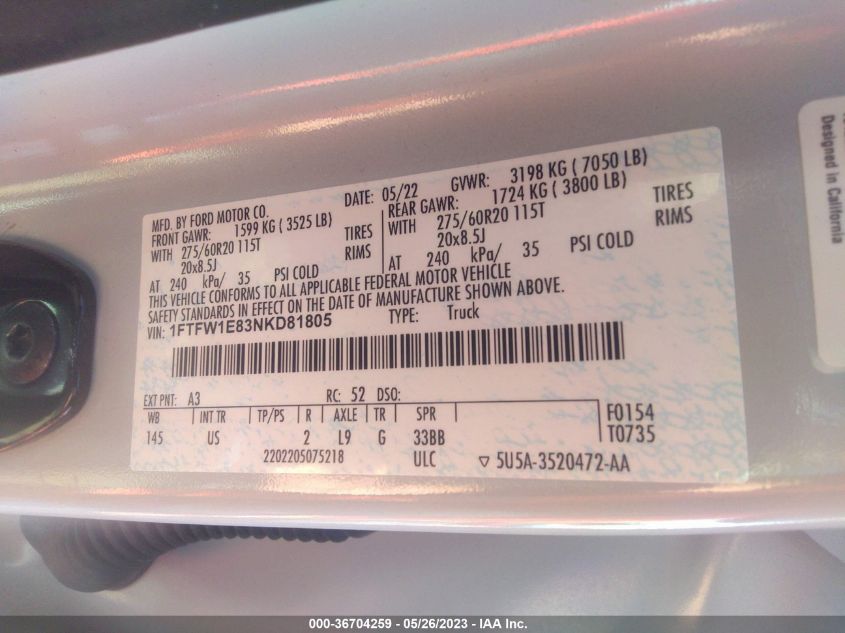 MFD. BY FORD MOTOR CO.
DATE: 05/22 GVWR: 3198 KG ( 7050 LB)
FRONT GAWR: 1599 KG ( 3525 LB)
WITH 275/60R20 115T TIRES
20x8.5J RIMS
AT 240 kPa/ 35 PSI COLD
REAR GAWR: 1724 KG ( 3800 LB)
WITH 275/60R20 115T TIRES
20x8.5J RIMS
AT 240 kPa/ 35 PSI COLD
THIS VEHICLE CONFORMS TO ALL APPLICABLE FEDERAL MOTOR VEHICLE
SAFETY STANDARDS IN EFFECT ON THE DATE OF MANUFACTURE SHOWN ABOVE.
VIN: 1FTFW1E83NKD81805 TYPE: Truck
EXT PNT: A3 RC: 52 DSO:
WB INT TR TP/PS R AXLE TR SPR
145 US 2 L9 G 33BB
F0154
T0735
2202205075218 ULC ▽ 5U5A-3520472-AA
Designed in California
000-36704259 - 05/26/2023 - IAA Inc.